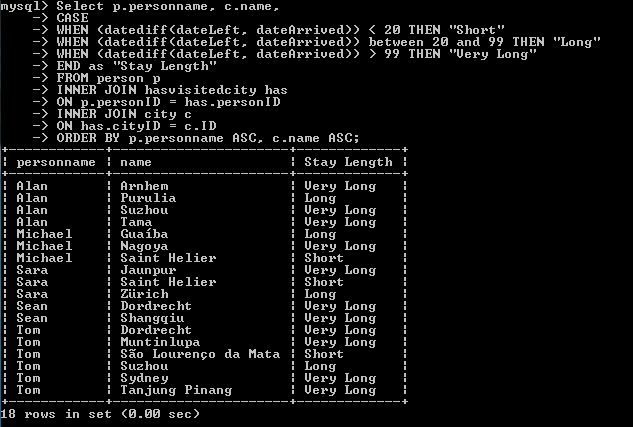 mysql> Select p.personname, c.name,
    -> CASE
    -> WHEN (datediff(dateLeft, dateArrived)) < 20 THEN "Short"
    -> WHEN (datediff(dateLeft, dateArrived)) between 20 and 99 THEN "Long"
    -> WHEN (datediff(dateLeft, dateArrived)) > 99 THEN "Very Long"
    -> END as "Stay Length"
    -> FROM person p
    -> INNER JOIN hasvisitedcity has
    -> ON p.personID = has.personID
    -> INNER JOIN city c
    -> ON has.cityID = c.ID
    -> ORDER BY p.personname ASC, c.name ASC;
+------------+----------------------+-------------+
¦ personname ¦ name                 ¦ Stay Length ¦
+------------+----------------------+-------------+
¦ Alan       ¦ Arnhem               ¦ Very Long   ¦
¦ Alan       ¦ Purulia              ¦ Long        ¦
¦ Alan       ¦ Suzhou               ¦ Very Long   ¦
¦ Alan       ¦ Tama                 ¦ Very Long   ¦
¦ Michael    ¦ Guaíba               ¦ Long        ¦
¦ Michael    ¦ Nagoya               ¦ Very Long   ¦
¦ Michael    ¦ Saint Helier         ¦ Short       ¦
¦ Sara       ¦ Jaunpur              ¦ Very Long   ¦
¦ Sara       ¦ Saint Helier         ¦ Short       ¦
¦ Sara       ¦ Zürich               ¦ Long        ¦
¦ Sean       ¦ Dordrecht            ¦ Very Long   ¦
¦ Sean       ¦ Shangqiu             ¦ Very Long   ¦
¦ Tom        ¦ Dordrecht            ¦ Very Long   ¦
¦ Tom        ¦ Muntinlupa           ¦ Very Long   ¦
¦ Tom        ¦ São Lourenço da Mata ¦ Short       ¦
¦ Tom        ¦ Suzhou               ¦ Long        ¦
¦ Tom        ¦ Sydney               ¦ Very Long   ¦
¦ Tom        ¦ Tanjung Pinang       ¦ Very Long   ¦
+------------+----------------------+-------------+
18 rows in set (0.00 sec)